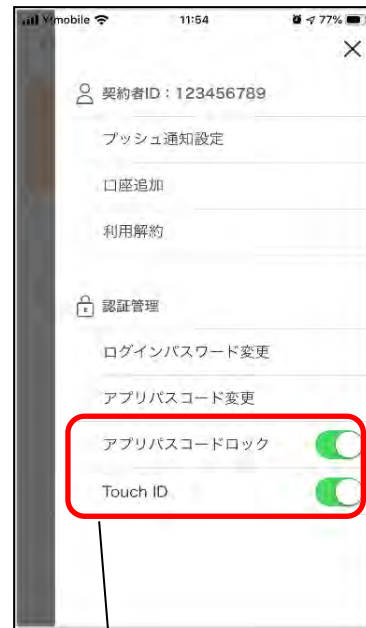 Y!mobile 11:54 77%
契約者ID:123456789
プッシュ通知設定
口座追加
利用解約
認証管理
ログインパスワード変更
アプリパスコード変更
アプリパスコードロック
Touch ID